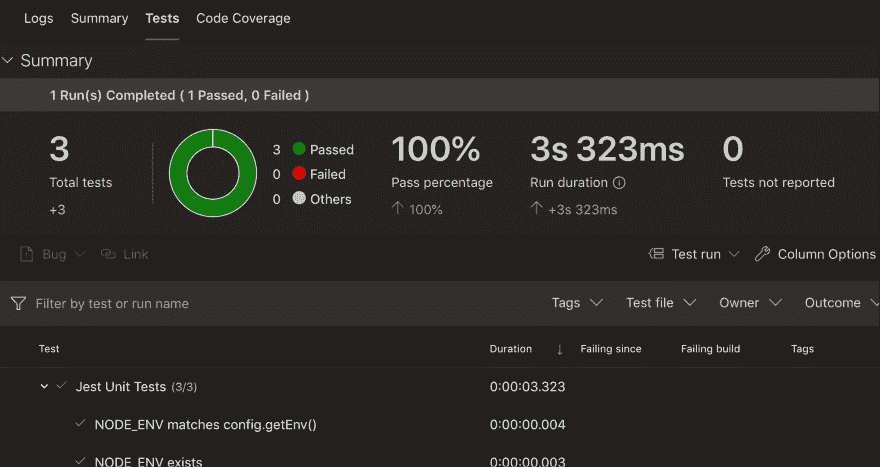 Logs Summary Tests Code Coverage
Summary
1 Run(s) Completed ( 1 Passed, 0 Failed )
3
Total tests
+3
3 Passed
0 Failed
0 Others
100%
Pass percentage
100%
3s 323ms
Run duration
+3s 323ms
0
Tests not reported
Bug Link Test run Column Options
Filter by test or run name Tags Test file Owner Outcome
Test Duration Failing since Failing build Tags
Jest Unit Tests (3/3) 0:00:03.323
NODE_ENV matches config.getEnv() 0:00:00.004
NODE_ENV exists 0:00:00.003